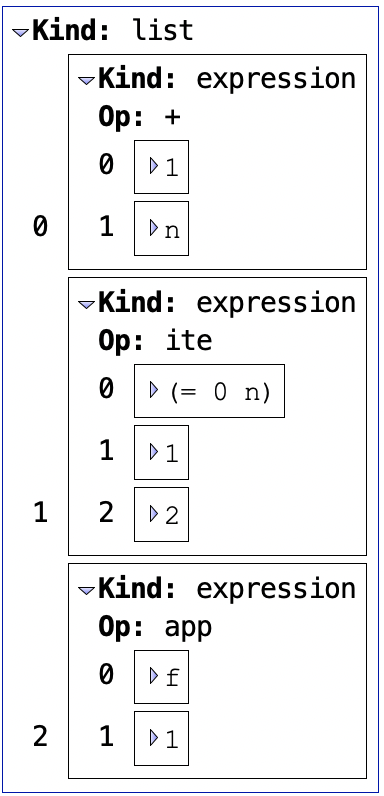 Kind: list
Kind: expression
Op: +
0 1
0 1 n
Kind: expression
Op: ite
0 (= 0 n)
1 1
1 2 2
Kind: expression
Op: app
0 f
2 1 1